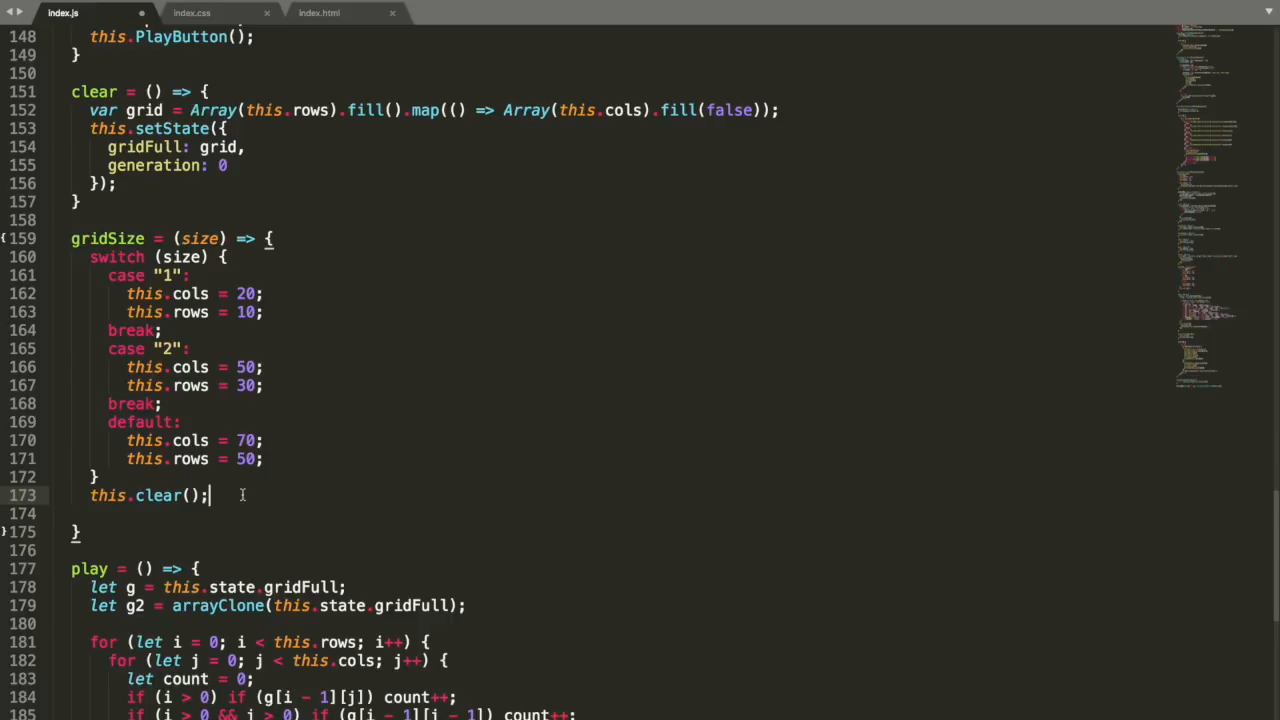 index.js
index.css
index.html
148 this.PlayButton();
149 }
150
151 clear = () => {
152 var grid = Array(this.rows).fill().map(() => Array(this.cols).fill(false));
153 this.setState({
154 gridFull: grid,
155 generation: 0
156 });
157 }
158
159 gridSize = (size) => {
160 switch (size) {
161 case "1":
162 this.cols = 20;
163 this.rows = 10;
164 break;
165 case "2":
166 this.cols = 50;
167 this.rows = 30;
168 break;
169 default:
170 this.cols = 70;
171 this.rows = 50;
172 }
173 this.clear();
174
175 }
176
177 play = () => {
178 let g = this.state.gridFull;
179 let g2 = arrayClone(this.state.gridFull);
180
181 for (let i = 0; i < this.rows; i++) {
182 for (let j = 0; j < this.cols; j++) {
183 let count = 0;
184 if (i > 0) if (g[i - 1][j]) count++;
185 if (i > 0 && j > 0) if (g[i - 1][j - 1]) count++;